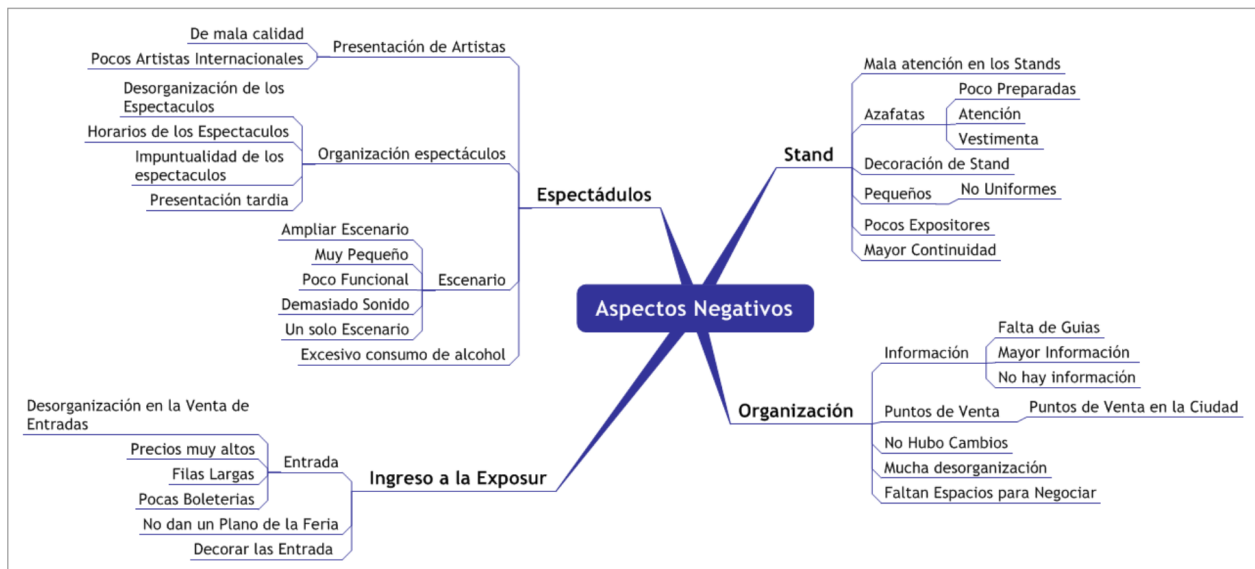 De mala calidad
Pocos Artistas Internacionales
Presentación de Artistas
Desorganización de los
Espectaculos
Horarios de los Espectaculos
Impuntualidad de los
espectaculos
Presentación tardia
Organización espectáculos
Ampliar Escenario
Muy Pequeño
Poco Funcional
Demasiado Sonido
Un solo Escenario
Escenario
Excesivo consumo de alcohol
Espectádulos
Desorganización en la Venta de
Entradas
Precios muy altos
Filas Largas
Pocas Boleterias
Entrada
No dan un Plano de la Feria
Decorar las Entrada
Ingreso a la Exposur
Aspectos Negativos
Stand
Mala atención en los Stands
Azafatas
Poco Preparadas
Atención
Vestimenta
Decoración de Stand
Pequeños
No Uniformes
Pocos Expositores
Mayor Continuidad
Organización
Información
Falta de Guias
Mayor Información
No hay información
Puntos de Venta
Puntos de Venta en la Ciudad
No Hubo Cambios
Mucha desorganización
Faltan Espacios para Negociar